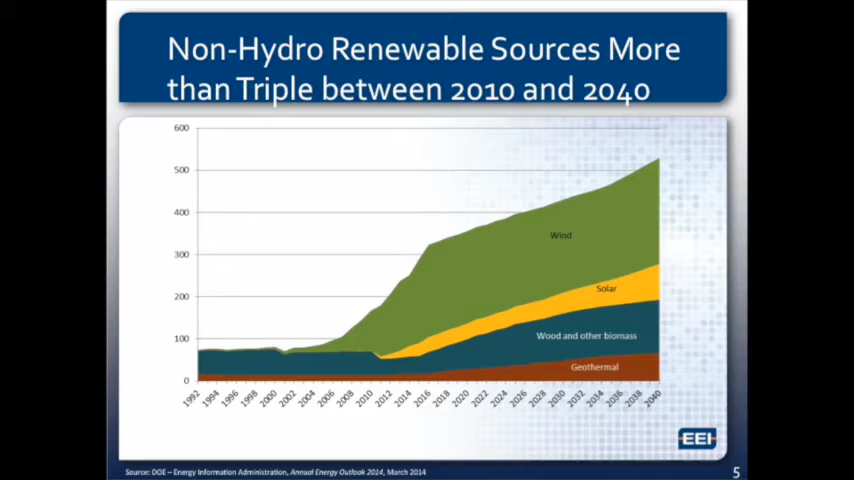 Non-Hydro Renewable Sources More
than Triple between 2010 and 2040
600
500
400
300
200
100
0
Wind
Solar
Wood and other biomass
Geothermal
1992 1994 1996 1998 2000 2002 2004 2006 2008 2010 2012 2014 2016 2018 2020 2022 2024 2026 2028 2030 2032 2034 2036 2038 2040
EEI
Source: DOE – Energy Information Administration, Annual Energy Outlook 2014, March 2014
5